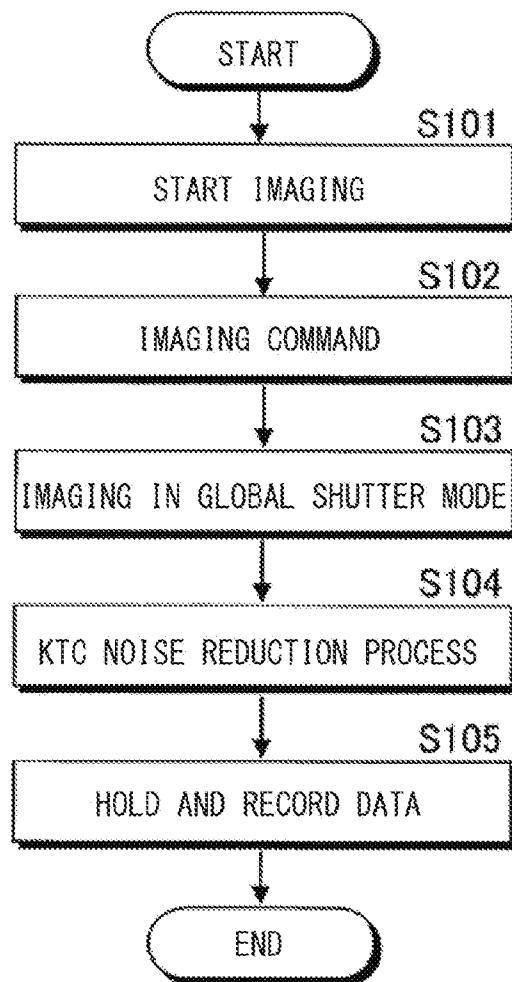 START
S101
START IMAGING
S102
IMAGING COMMAND
S103
IMAGING IN GLOBAL SHUTTER MODE
S104
KTC NOISE REDUCTION PROCESS
S105
HOLD AND RECORD DATA
END